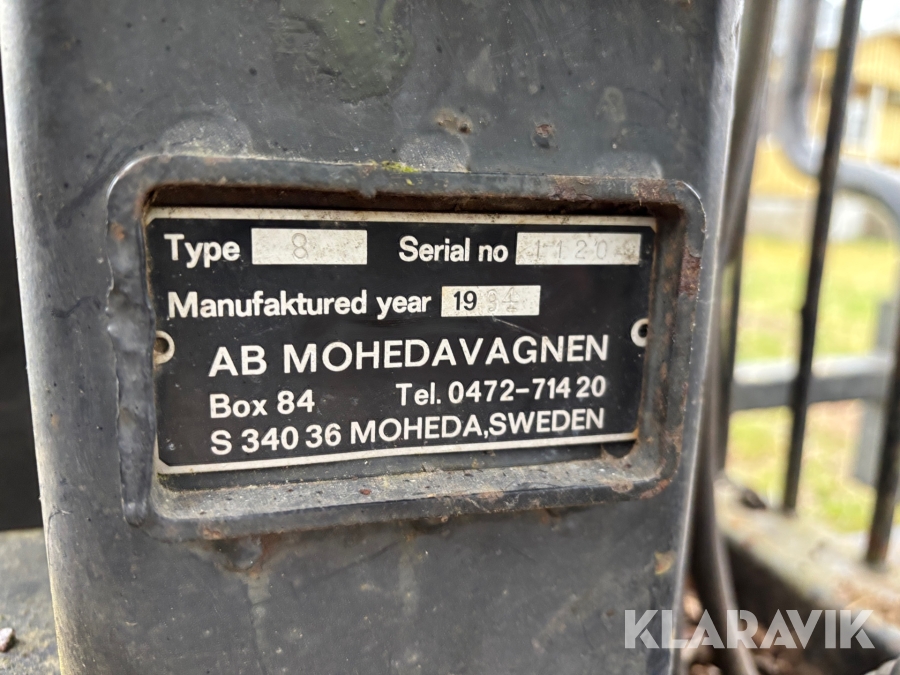 Type 8 Serial no 1120
Manufaktured year 1994
AB MOHEDAVAGNEN
Box 84 Tel. 0472-714 20
S 340 36 MOHEDA, SWEDEN
KLARAVIK